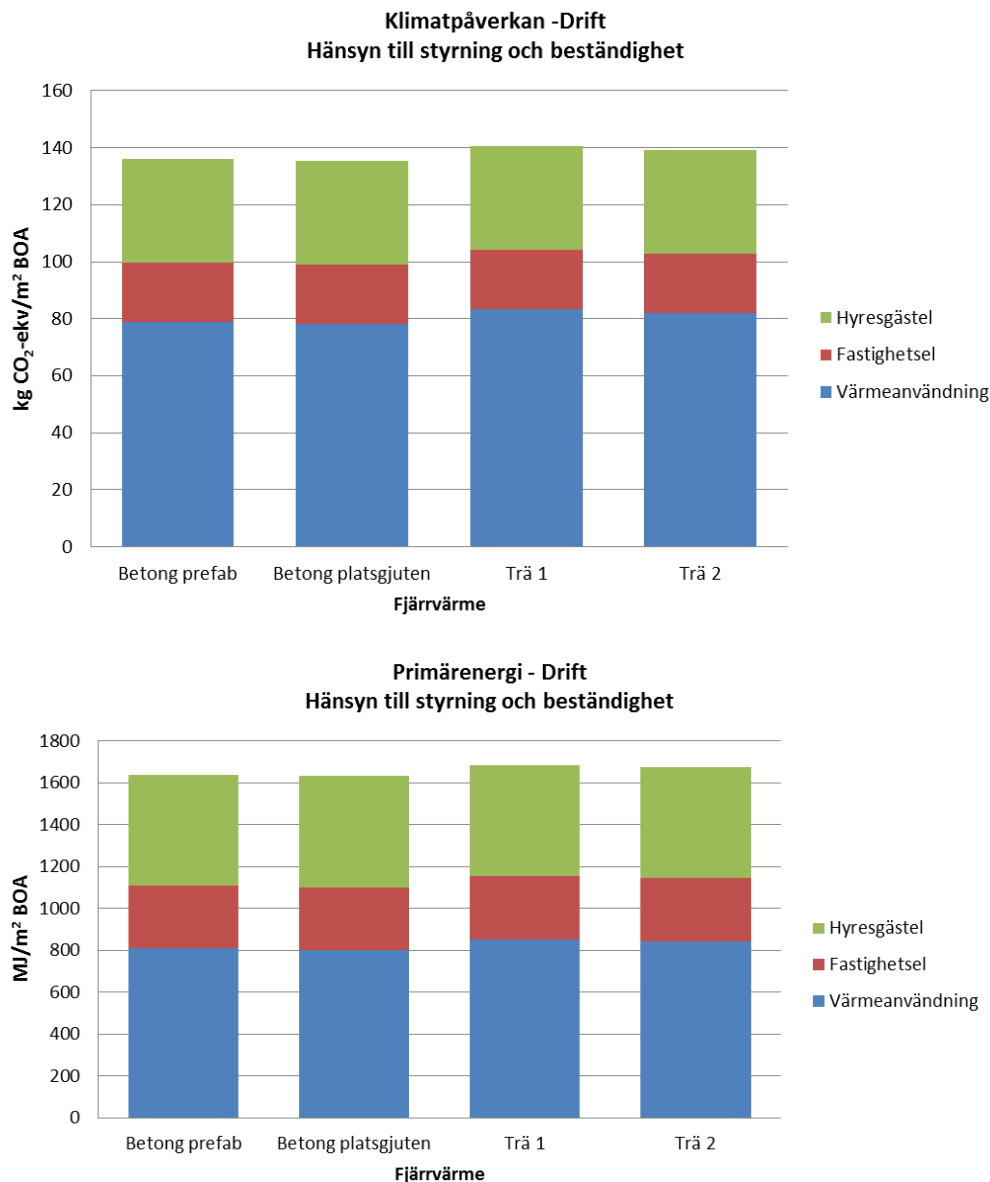 Klimatpåverkan -Drift
Hänsyn till styrning och beständighet
160
140
120
100
80
60
40
20
0
kg CO₂-ekv/m² BOA
Betong prefab
Betong platsgjuten
Trä 1
Trä 2
Fjärrvärme
Hyresgästel
Fastighetsel
Värmeanvändning
Primärenergi - Drift
Hänsyn till styrning och beständighet
1800
1600
1400
1200
1000
800
600
400
200
0
MJ/m² BOA
Betong prefab
Betong platsgjuten
Trä 1
Trä 2
Fjärrvärme
Hyresgästel
Fastighetsel
Värmeanvändning